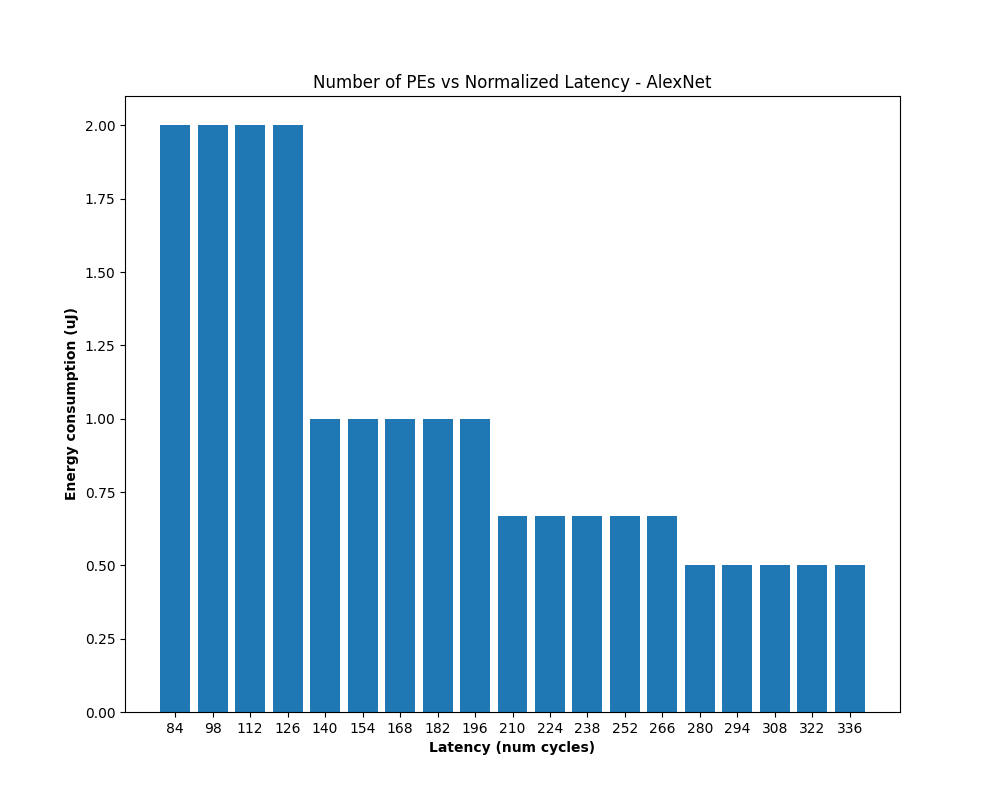 Number of PEs vs Normalized Latency - AlexNet
2.00
1.75
1.50
1.25
1.00
0.75
0.50
0.25
0.00
Energy consumption (uJ)
84 98 112 126 140 154 168 182 196 210 224 238 252 266 280 294 308 322 336
Latency (num cycles)